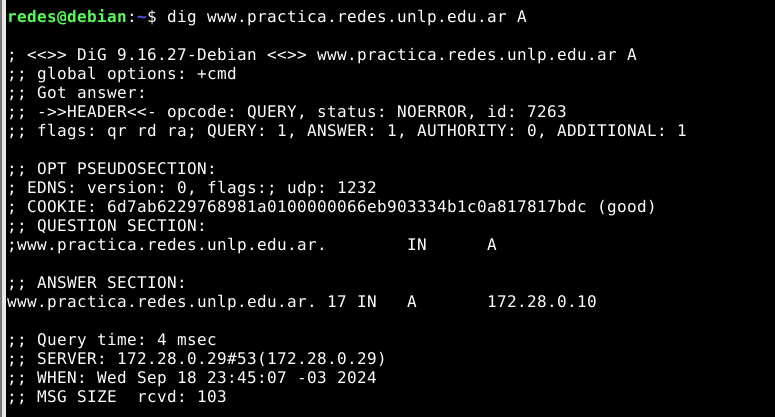 redes@debian:~$ dig www.practica.redes.unlp.edu.ar A
; <<>> DiG 9.16.27-Debian <<>> www.practica.redes.unlp.edu.ar A
;; global options: +cmd
;; Got answer:
;; ->>HEADER<<- opcode: QUERY, status: NOERROR, id: 7263
;; flags: qr rd ra; QUERY: 1, ANSWER: 1, AUTHORITY: 0, ADDITIONAL: 1
;; OPT PSEUDOSECTION:
; EDNS: version: 0, flags:; udp: 1232
; COOKIE: 6d7ab6229768981a0100000066eb903334b1c0a817817bdc (good)
;; QUESTION SECTION:
;www.practica.redes.unlp.edu.ar. IN A
;; ANSWER SECTION:
www.practica.redes.unlp.edu.ar. 17 IN A 172.28.0.10
;; Query time: 4 msec
;; SERVER: 172.28.0.29#53(172.28.0.29)
;; WHEN: Wed Sep 18 23:45:07 -03 2024
;; MSG SIZE rcvd: 103